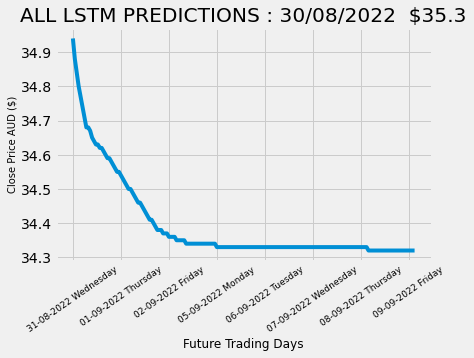 ALL LSTM PREDICTIONS : 30/08/2022 $35.3
34.9
34.8
34.7
34.6
34.5
34.4
34.3
Close Price AUD ($)
31-08-2022 Wednesday
01-09-2022 Thursday
02-09-2022 Friday
05-09-2022 Monday
06-09-2022 Tuesday
07-09-2022 Wednesday
08-09-2022 Thursday
09-09-2022 Friday
Future Trading Days